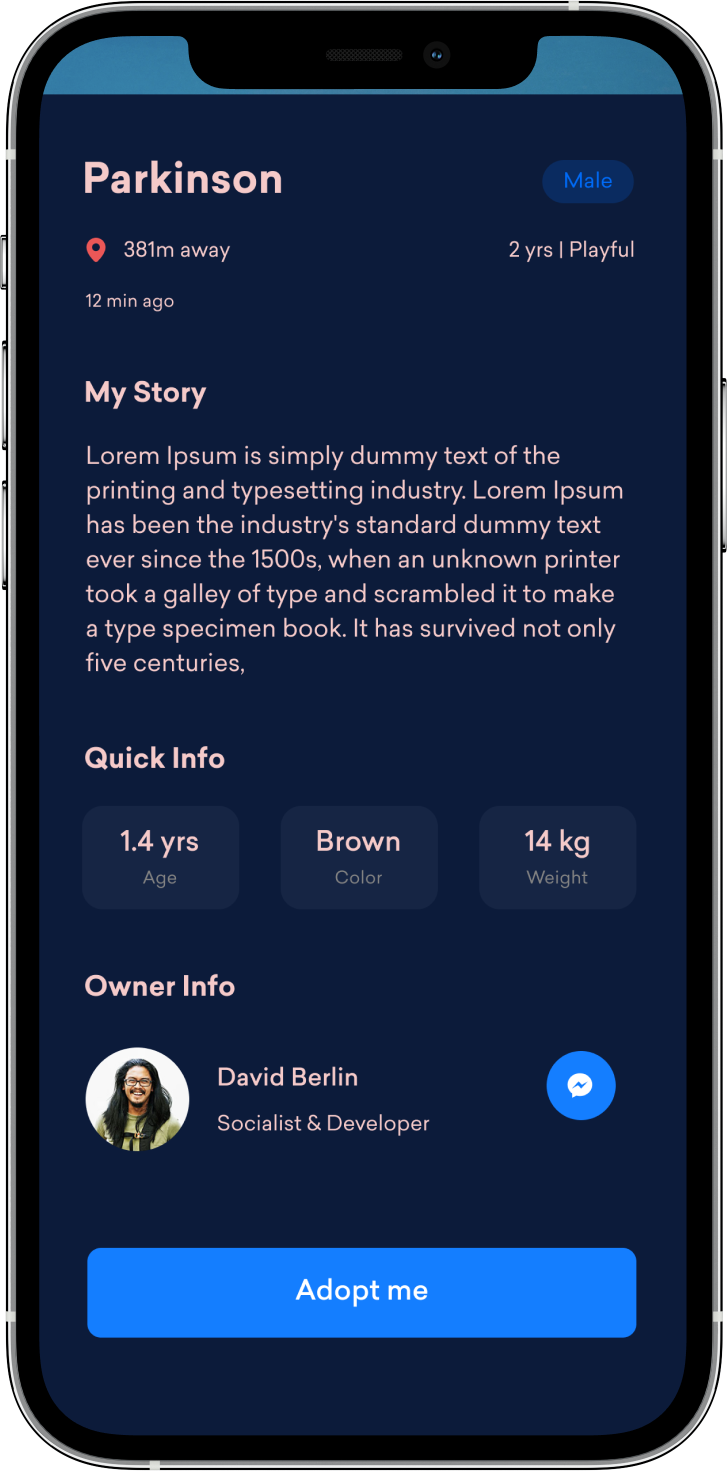 Parkinson
Male
381m away
2 yrs | Playful
12 min ago
My Story
Lorem Ipsum is simply dummy text of the
printing and typesetting industry. Lorem Ipsum
has been the industry's standard dummy text
ever since the 1500s, when an unknown printer
took a galley of type and scrambled it to make
a type specimen book. It has survived not only
five centuries,
Quick Info
1.4 yrs
Brown
14 kg
Age
Color
Weight
Owner Info
David Berlin
Socialist & Developer
Adopt me